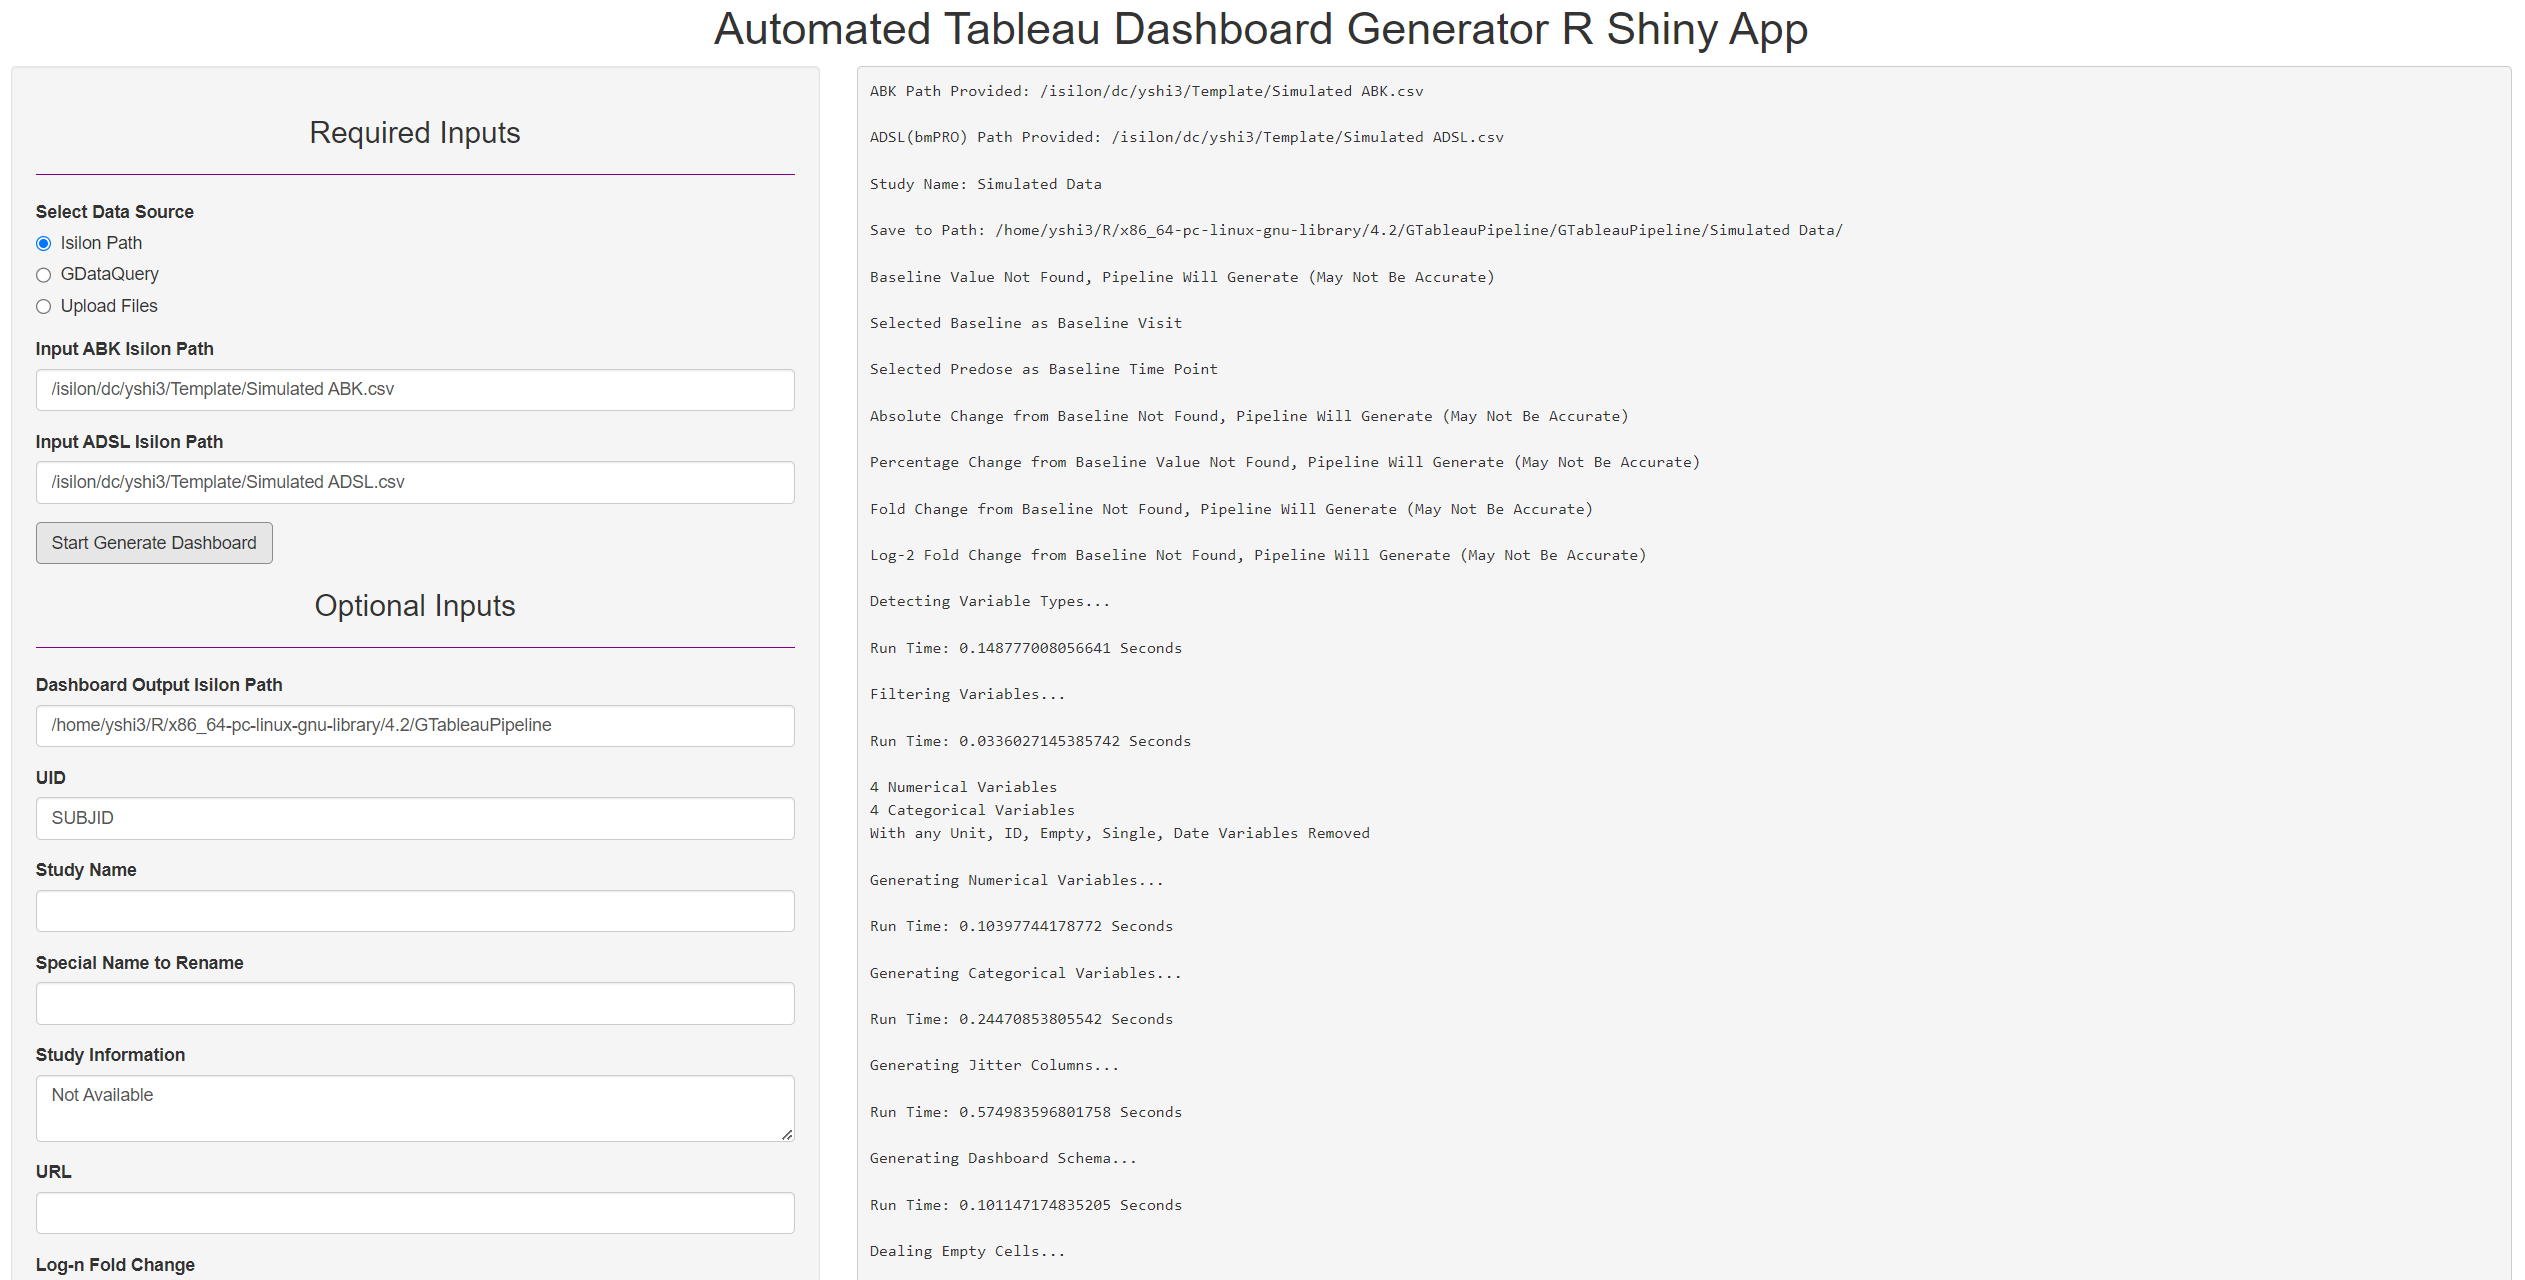 Automated Tableau Dashboard Generator R Shiny App
Required Inputs
Select Data Source
Isilon Path
GDataQuery
Upload Files
Input ABK Isilon Path
/isilon/dc/yshi3/Template/Simulated ABK.csv
Input ADSL Isilon Path
/isilon/dc/yshi3/Template/Simulated ADSL.csv
Start Generate Dashboard
Optional Inputs
Dashboard Output Isilon Path
/home/yshi3/R/x86_64-pc-linux-gnu-library/4.2/GTableauPipeline
UID
SUBJID
Study Name
Special Name to Rename
Study Information
Not Available
URL
Log-n Fold Change
ABK Path Provided: /isilon/dc/yshi3/Template/Simulated ABK.csv
ADSL(bmPRO) Path Provided: /isilon/dc/yshi3/Template/Simulated ADSL.csv
Study Name: Simulated Data
Save to Path: /home/yshi3/R/x86_64-pc-linux-gnu-library/4.2/GTableauPipeline/GTableauPipeline/Simulated Data/
Baseline Value Not Found, Pipeline Will Generate (May Not Be Accurate)
Selected Baseline as Baseline Visit
Selected Predose as Baseline Time Point
Absolute Change from Baseline Not Found, Pipeline Will Generate (May Not Be Accurate)
Percentage Change from Baseline Value Not Found, Pipeline Will Generate (May Not Be Accurate)
Fold Change from Baseline Not Found, Pipeline Will Generate (May Not Be Accurate)
Log-2 Fold Change from Baseline Not Found, Pipeline Will Generate (May Not Be Accurate)
Detecting Variable Types...
Run Time: 0.148777008056641 Seconds
Filtering Variables...
Run Time: 0.0336027145385742 Seconds
4 Numerical Variables
4 Categorical Variables
With any Unit, ID, Empty, Single, Date Variables Removed
Generating Numerical Variables...
Run Time: 0.10397744178772 Seconds
Generating Categorical Variables...
Run Time: 0.24470853805542 Seconds
Generating Jitter Columns...
Run Time: 0.574983596801758 Seconds
Generating Dashboard Schema...
Run Time: 0.101147174835205 Seconds
Dealing Empty Cells...